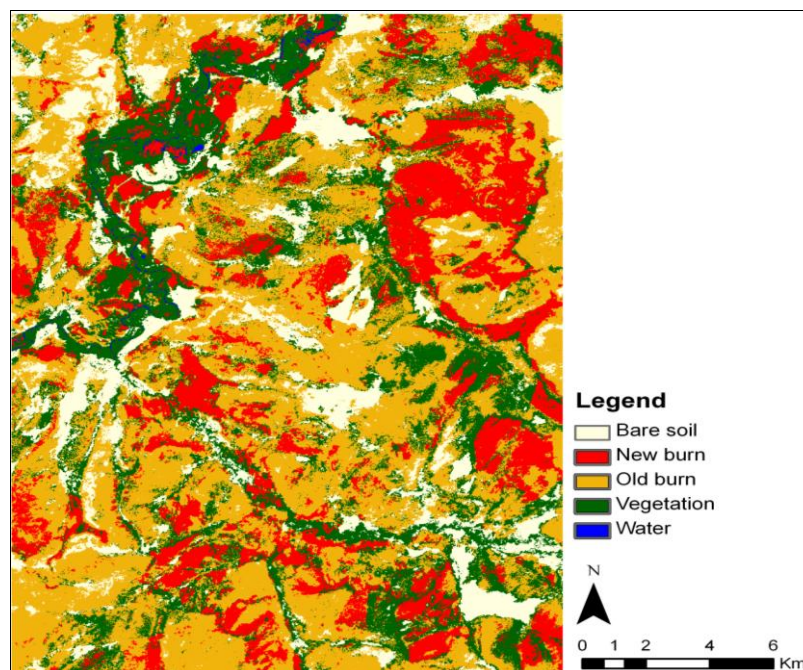 Legend
Bare soil
New burn
Old burn
Vegetation
Water
N
0 1 2 4 6
Km